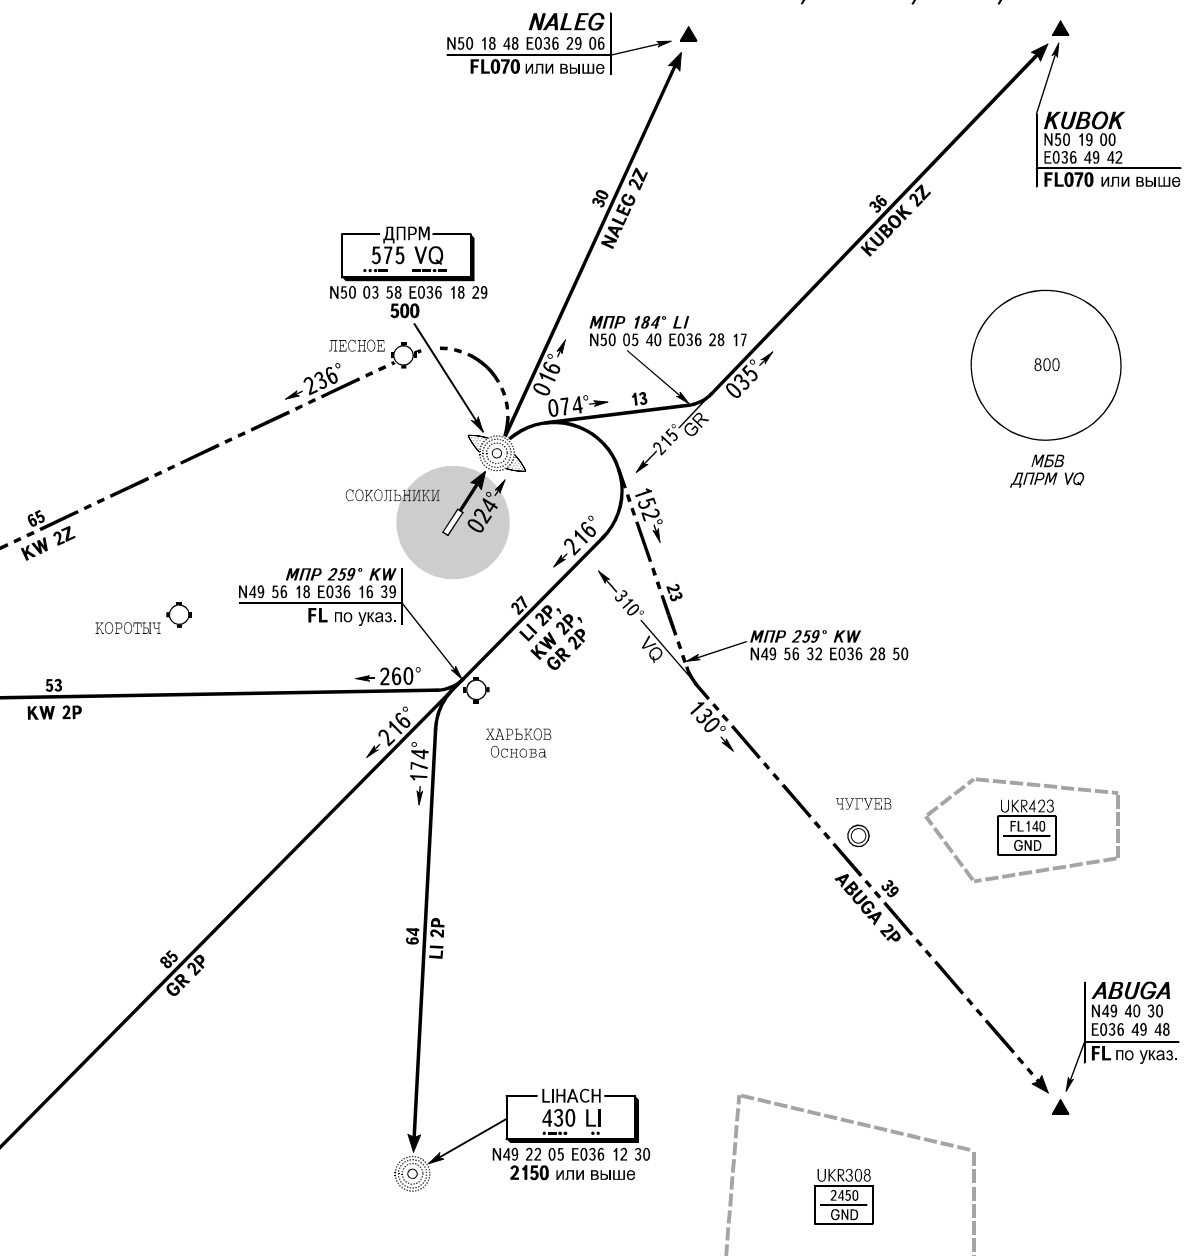 NALEG
N50 18 48 E036 29 06
FL070 или выше
KUBOK
N50 19 00
E036 49 42
FL070 или выше
30
NALEG 2Z
36
KUBOK 2Z
ДПРМ
575 VQ
N50 03 58 E036 18 29
500
МПР 184° LI
N50 05 40 E036 28 17
ЛЕСНОЕ
236°
016°
074°
13
035°
215°
GR
800
МБВ
ДПРМ VQ
СОКОЛЬНИКИ
024°
65
KW 2Z
152°
216°
МПР 259° KW
N49 56 18 E036 16 39
FL по указ.
27
LI 2P,
KW 2P,
GR 2P
310°
VQ
23
КОРОТЫЧ
МПР 259° KW
N49 56 32 E036 28 50
53
KW 2P
260°
216°
174°
ХАРЬКОВ
Основа
130°
ЧУГУЕВ
UKR423
FL140
GND
39
ABUGA 2P
85
GR 2P
64
LI 2P
ABUGA
N49 40 30
E036 49 48
FL по указ.
LIHACH
430 LI
N49 22 05 E036 12 30
2150 или выше
UKR308
2450
GND